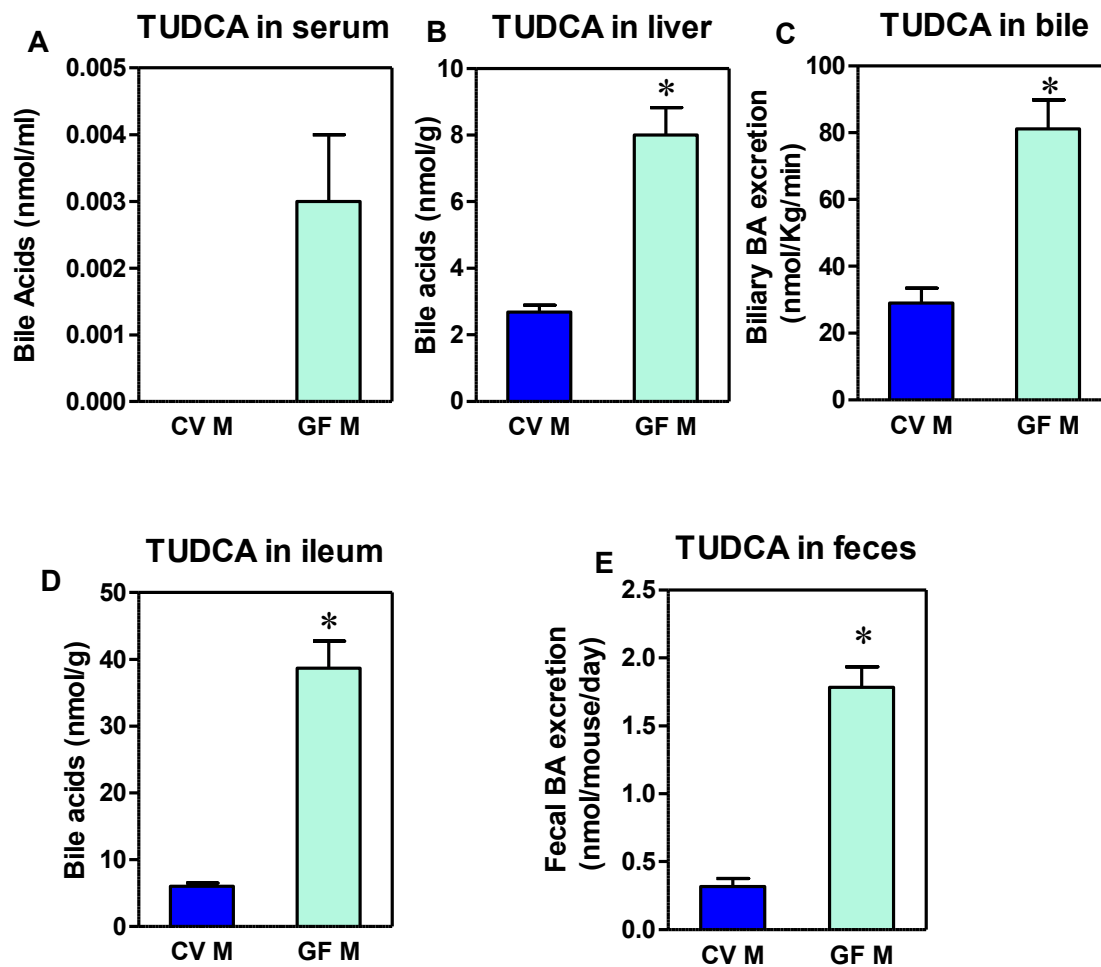 A
TUDCA in serum
Bile Acids (nmol/ml)
0.005
0.004
0.003
0.002
0.001
0.000
CV M GF M
B
TUDCA in liver
Bile acids (nmol/g)
10
8
6
4
2
0
*
CV M GF M
C
TUDCA in bile
Biliary BA excretion
(nmol/Kg/min)
100
80
60
40
20
0
*
CV M GF M
D
TUDCA in ileum
Bile acids (nmol/g)
50
40
30
20
10
0
*
CV M GF M
E
TUDCA in feces
Fecal BA excretion
(nmol/mouse/day)
2.5
2.0
1.5
1.0
0.5
0.0
*
CV M GF M